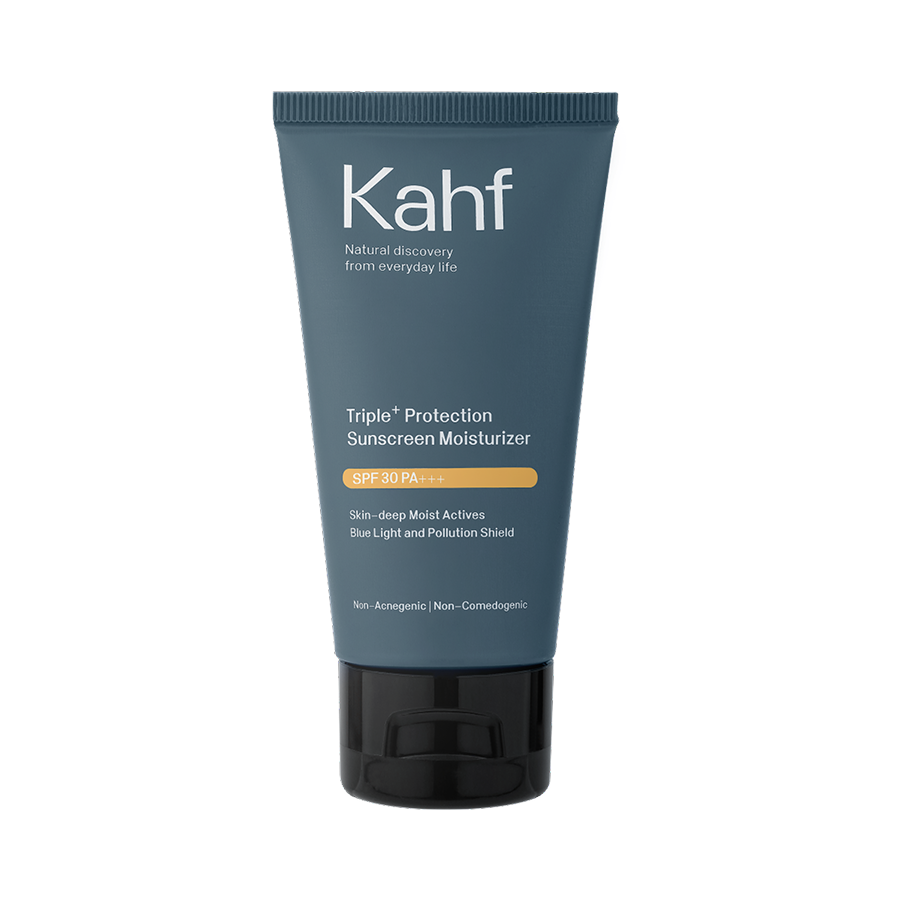 Kahf
Natural discovery
from everyday life
Triple+ Protection
Sunscreen Moisturizer
SPF 30 PA+++
Skin-deep Moist Actives
Blue Light and Pollution Shield
Non-Acnegenic | Non-Comedogenic